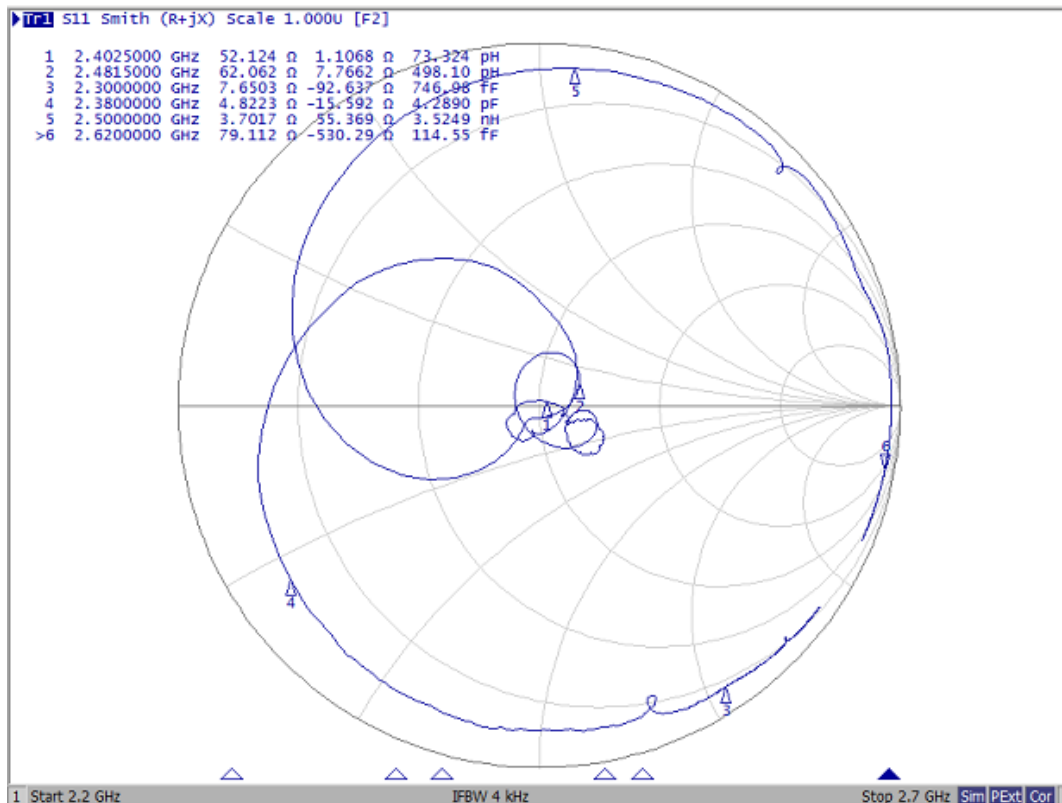 Tr1 S11 Smith (R+jX) Scale 1.000U [F2]
1 2.4025000 GHz 52.124 Ω 1.1068 Ω 73.324 pH
2 2.4815000 GHz 62.062 Ω 7.7662 Ω 498.10 pH
3 2.3000000 GHz 7.6503 Ω -92.637 Ω 746.98 fF
4 2.3800000 GHz 4.8223 Ω -15.592 Ω 4.2890 pF
5 2.5000000 GHz 3.7017 Ω 55.369 Ω 3.5249 nH
>6 2.6200000 GHz 79.112 Ω -530.29 Ω 114.55 fF
5
2
1
6
4
3
1 Start 2.2 GHz IFBW 4 kHz Stop 2.7 GHz Sim PExt Cor